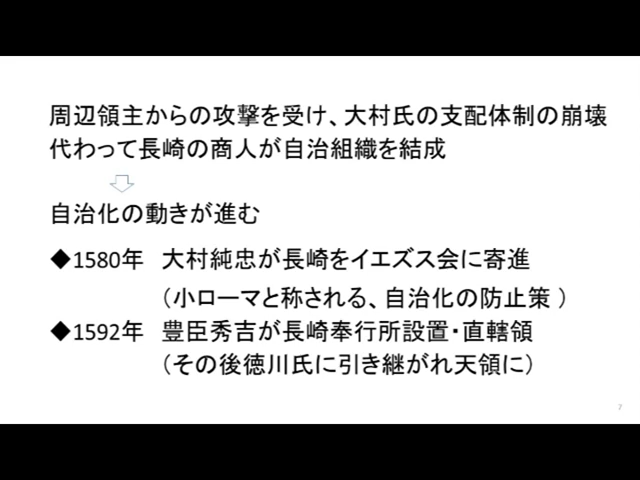 周辺領主からの攻撃を受け、大村氏の支配体制の崩壊
代わって長崎の商人が自治組織を結成
自治化の動きが進む
◆1580年 大村純忠が長崎をイエズス会に寄進
（小ローマと称される、自治化の防止策 ）
◆1592年 豊臣秀吉が長崎奉行所設置・直轄領
（その後徳川氏に引き継がれ天領に）
7